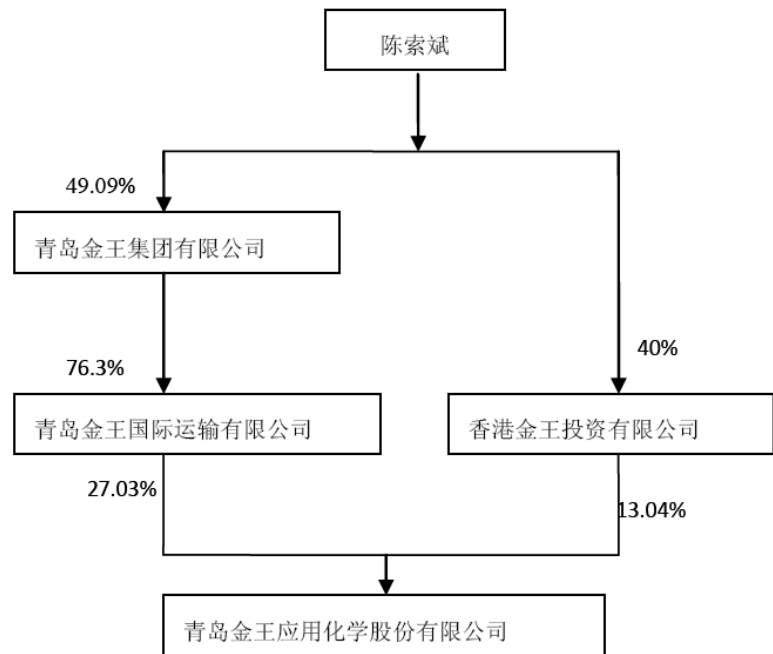 陈索斌
49.09%
青岛金王集团有限公司
76.3%
40%
青岛金王国际运输有限公司
香港金王投资有限公司
27.03%
13.04%
青岛金王应用化学股份有限公司